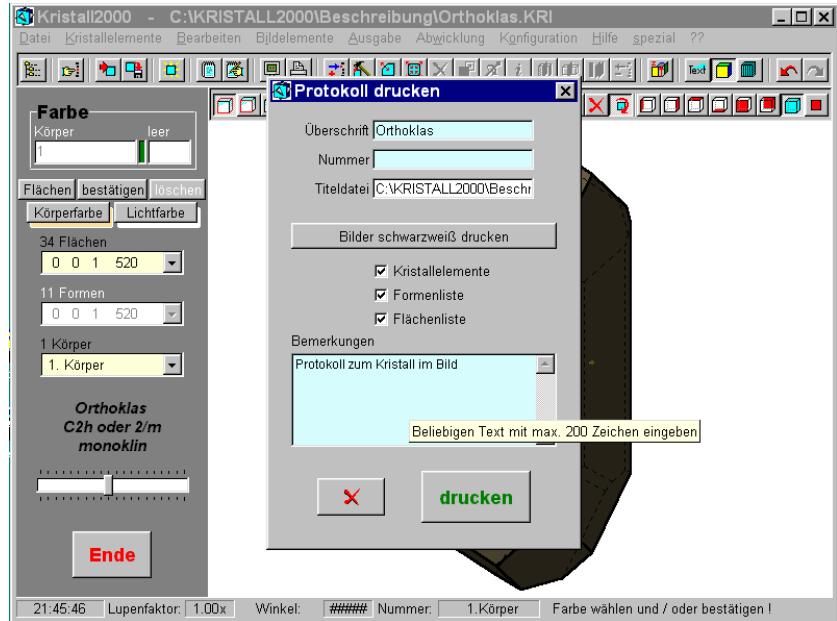 Kristall2000 - C:\KRISTALL2000\Beschreibung\Orthoklas.KRI
Datei Kristallelemente Bearbeiten Bildelemente Ausgabe Abwicklung Konfiguration Hilfe spezial ??
Text
Farbe
Körper leer
1
Flächen bestätigen löschen
Körperfarbe Lichtfarbe
34 Flächen
0 0 1 520
11 Formen
0 0 1 520
1 Körper
1. Körper
Orthoklas
C2h oder 2/m
monoklin
Ende
Protokoll drucken
Überschrift Orthoklas
Nummer
Titeldatei C:\KRISTALL2000\Beschr
Bilder schwarzweiß drucken
Kristallelemente
Formenliste
Flächenliste
Bemerkungen
Protokoll zum Kristall im Bild
Beliebigen Text mit max. 200 Zeichen eingeben
drucken
21:45:46 Lupenfaktor: 1.00x Winkel: ##### Nummer: 1.Körper Farbe wählen und / oder bestätigen !